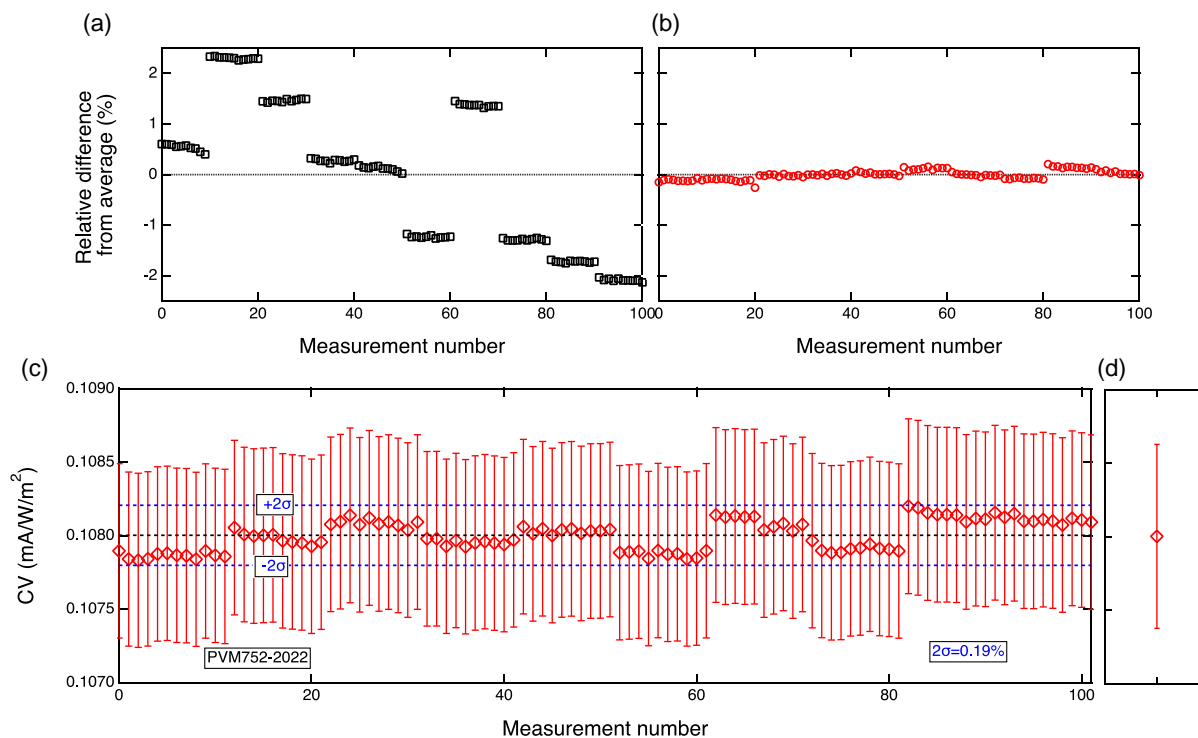 (a)
(b)
Relative difference
from average (%)
2
1
0
-1
-2
0
20
40
60
80
100
0
20
40
60
80
100
Measurement number
Measurement number
(c)
(d)
CV (mA/W/m²)
0.1090
0.1085
0.1080
0.1075
0.1070
+2σ
-2σ
PVM752-2022
2σ=0.19%
0
20
40
60
80
100
Measurement number